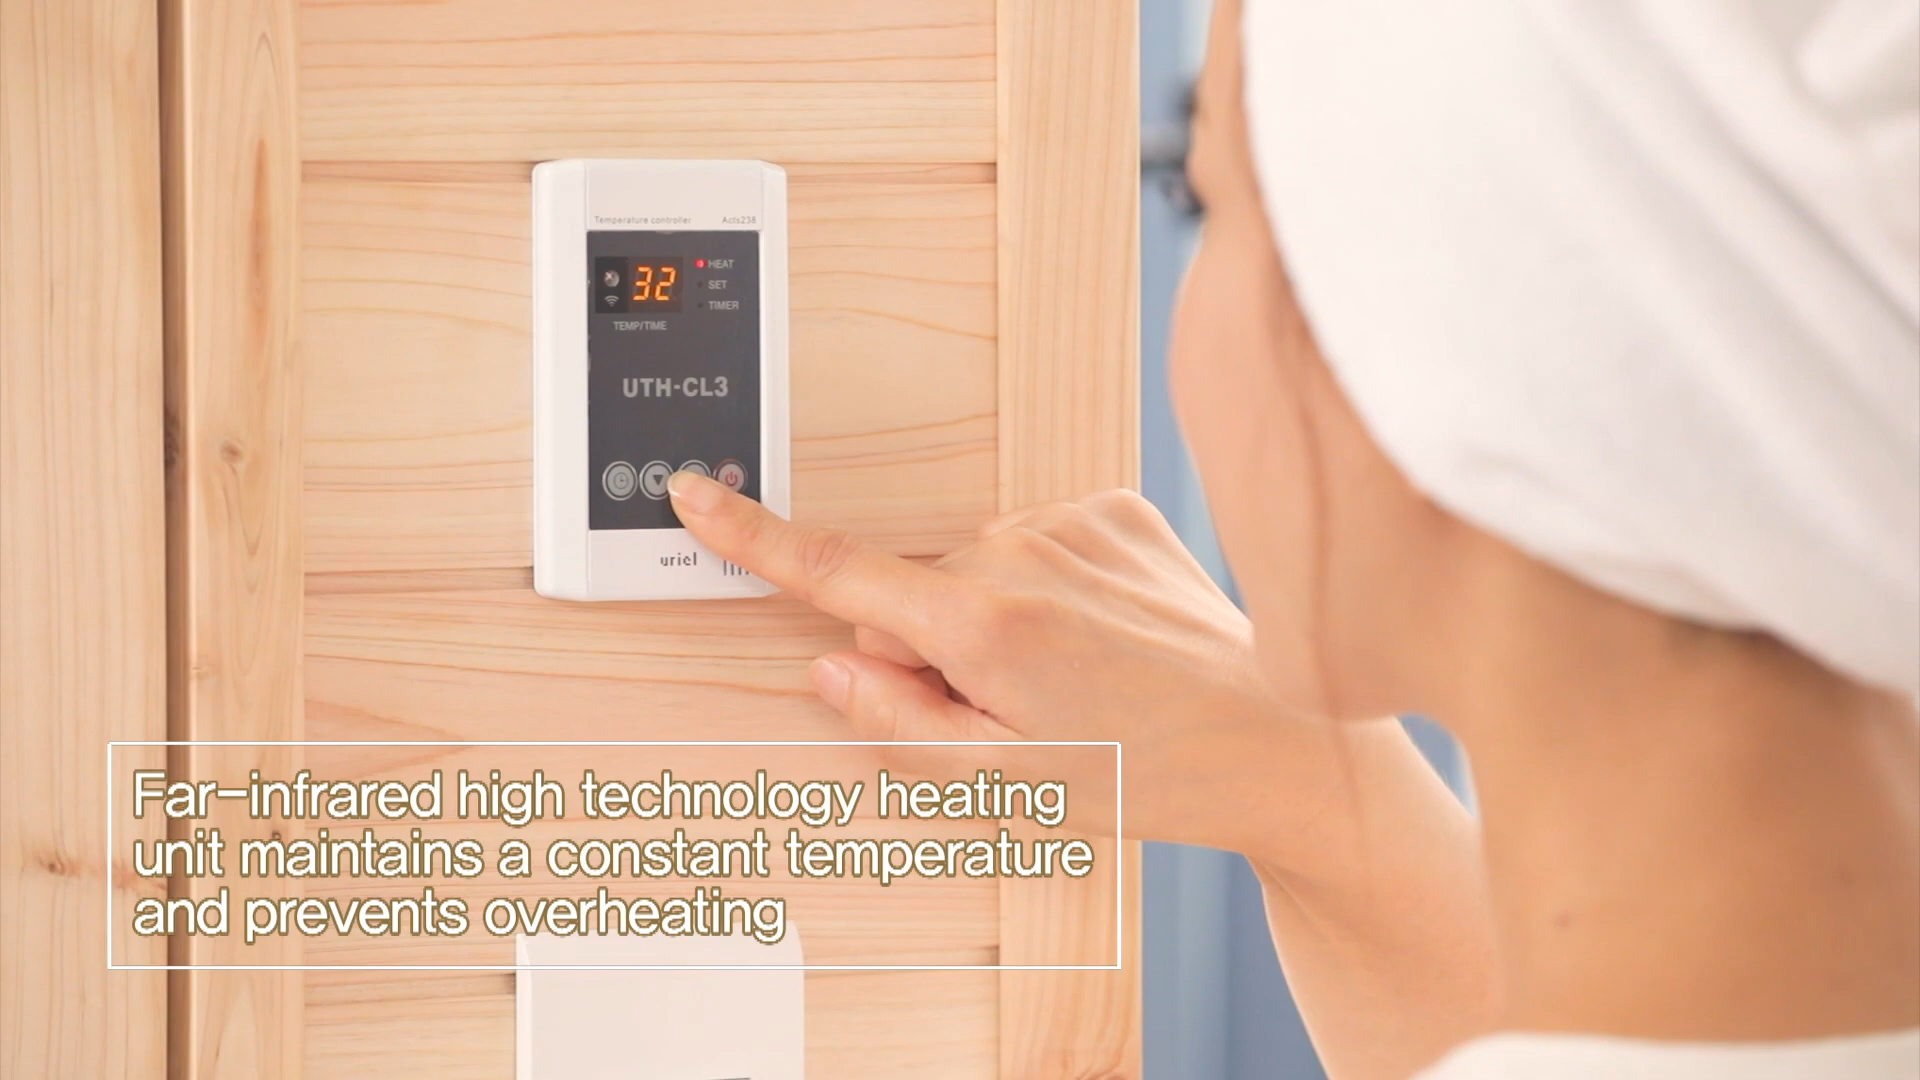 Temperature controller Acts238
32
HEAT
SET
TIMER
TEMP/TIME
UTH-CL3
uriel
Far-infrared high technology heating
unit maintains a constant temperature
and prevents overheating